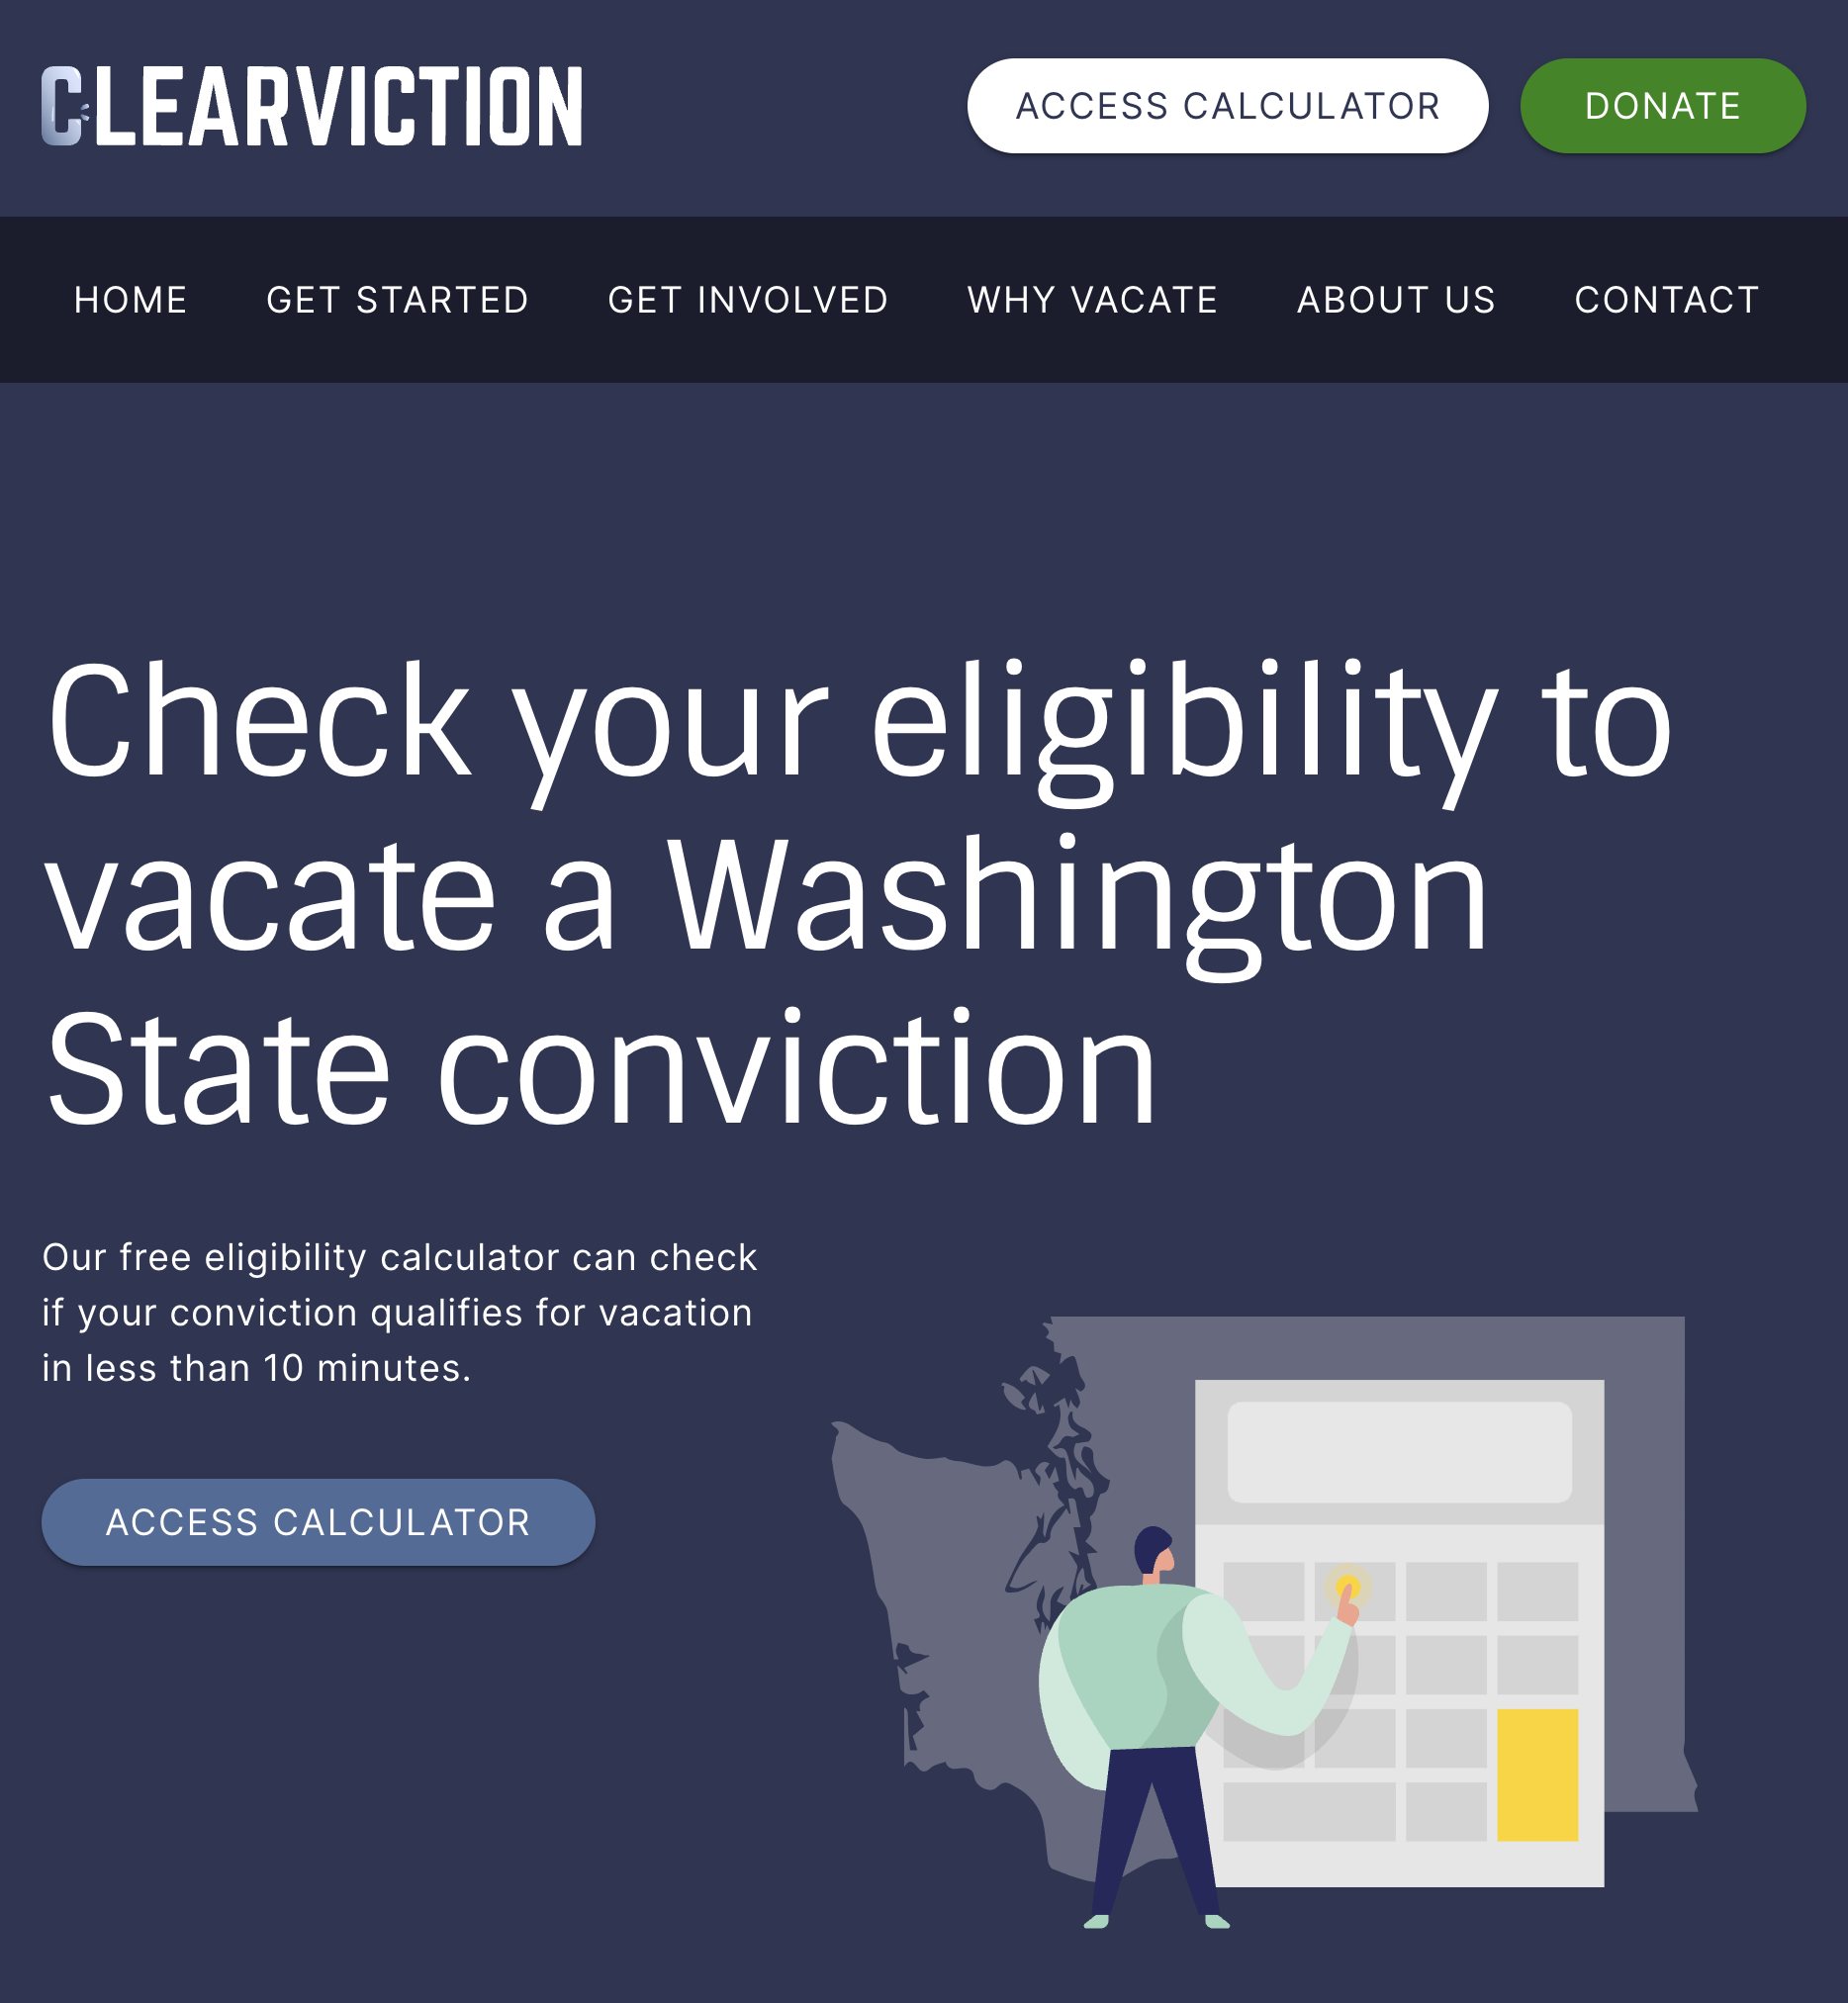 CLEARVICTION
ACCESS CALCULATOR
DONATE
HOME
GET STARTED
GET INVOLVED
WHY VACATE
ABOUT US
CONTACT
Check your eligibility to
vacate a Washington
State conviction
Our free eligibility calculator can check
if your conviction qualifies for vacation
in less than 10 minutes.
ACCESS CALCULATOR